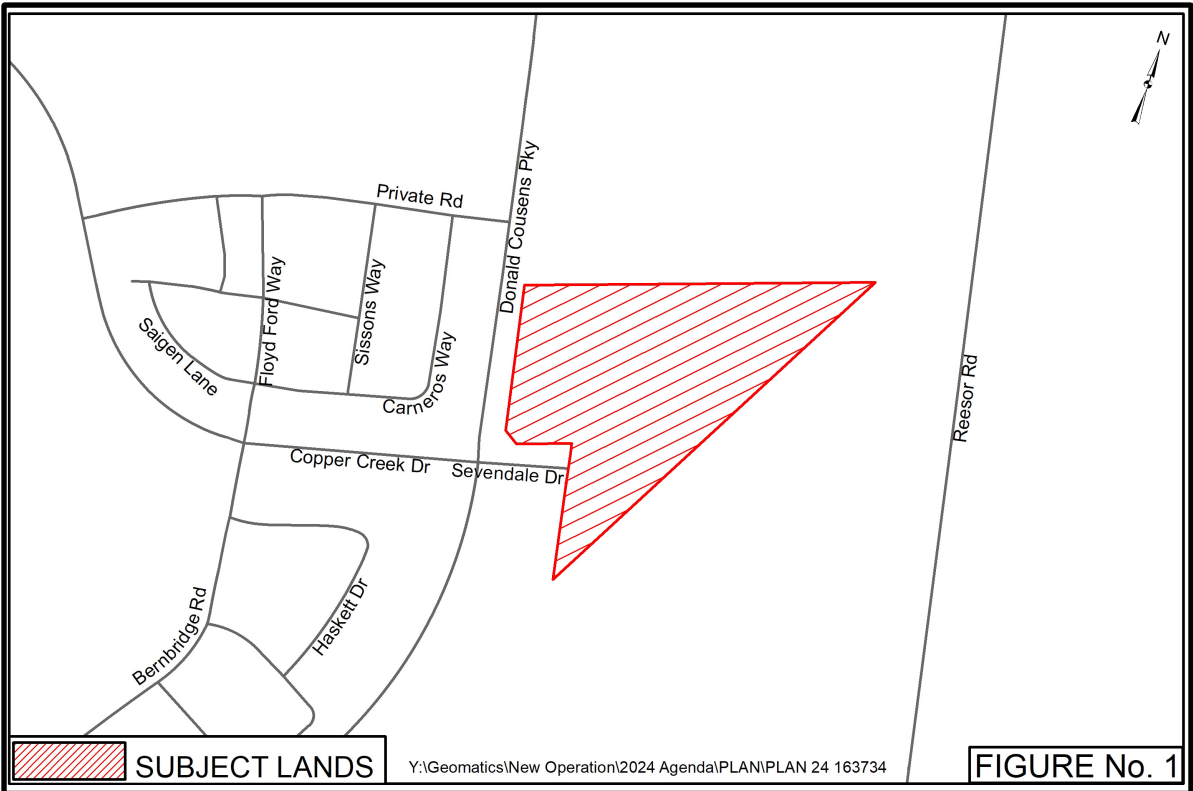 N
Private Rd
Donald Cousens Pky
Floyd Ford Way
Sissons Way
Saigen Lane
Carneros Way
Reesor Rd
Copper Creek Dr
Sevendale Dr
Haskett Dr
Bernbridge Rd
SUBJECT LANDS
Y:\Geomatics\New Operation\2024 Agenda\PLAN\PLAN 24 163734
FIGURE No. 1